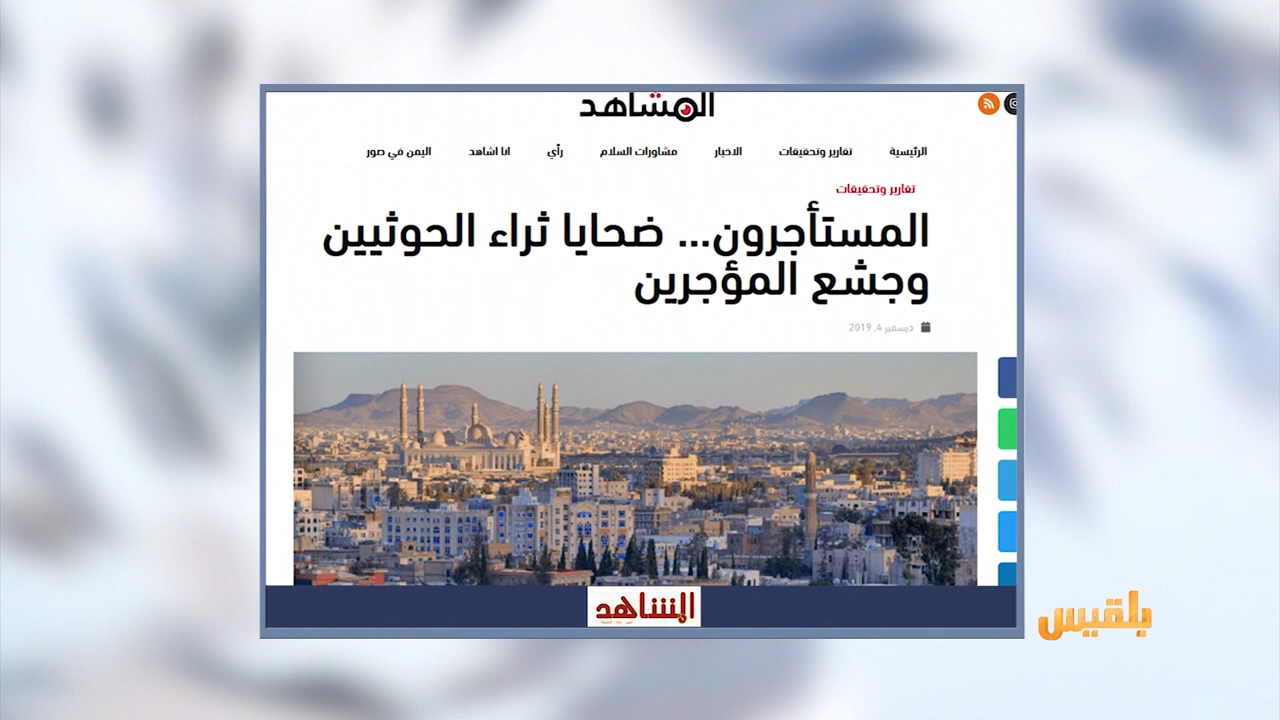 المشاهد
الرئيسية تقارير وتحقيقات الاخبار مشاورات السلام رأي انا اشاهد اليمن في صور
تقارير وتحقيقات
المستأجرون... ضحايا ثراء الحوثيين
وجشع المؤجرين
ديسمبر 4, 2019
المشاهد
بلقيس